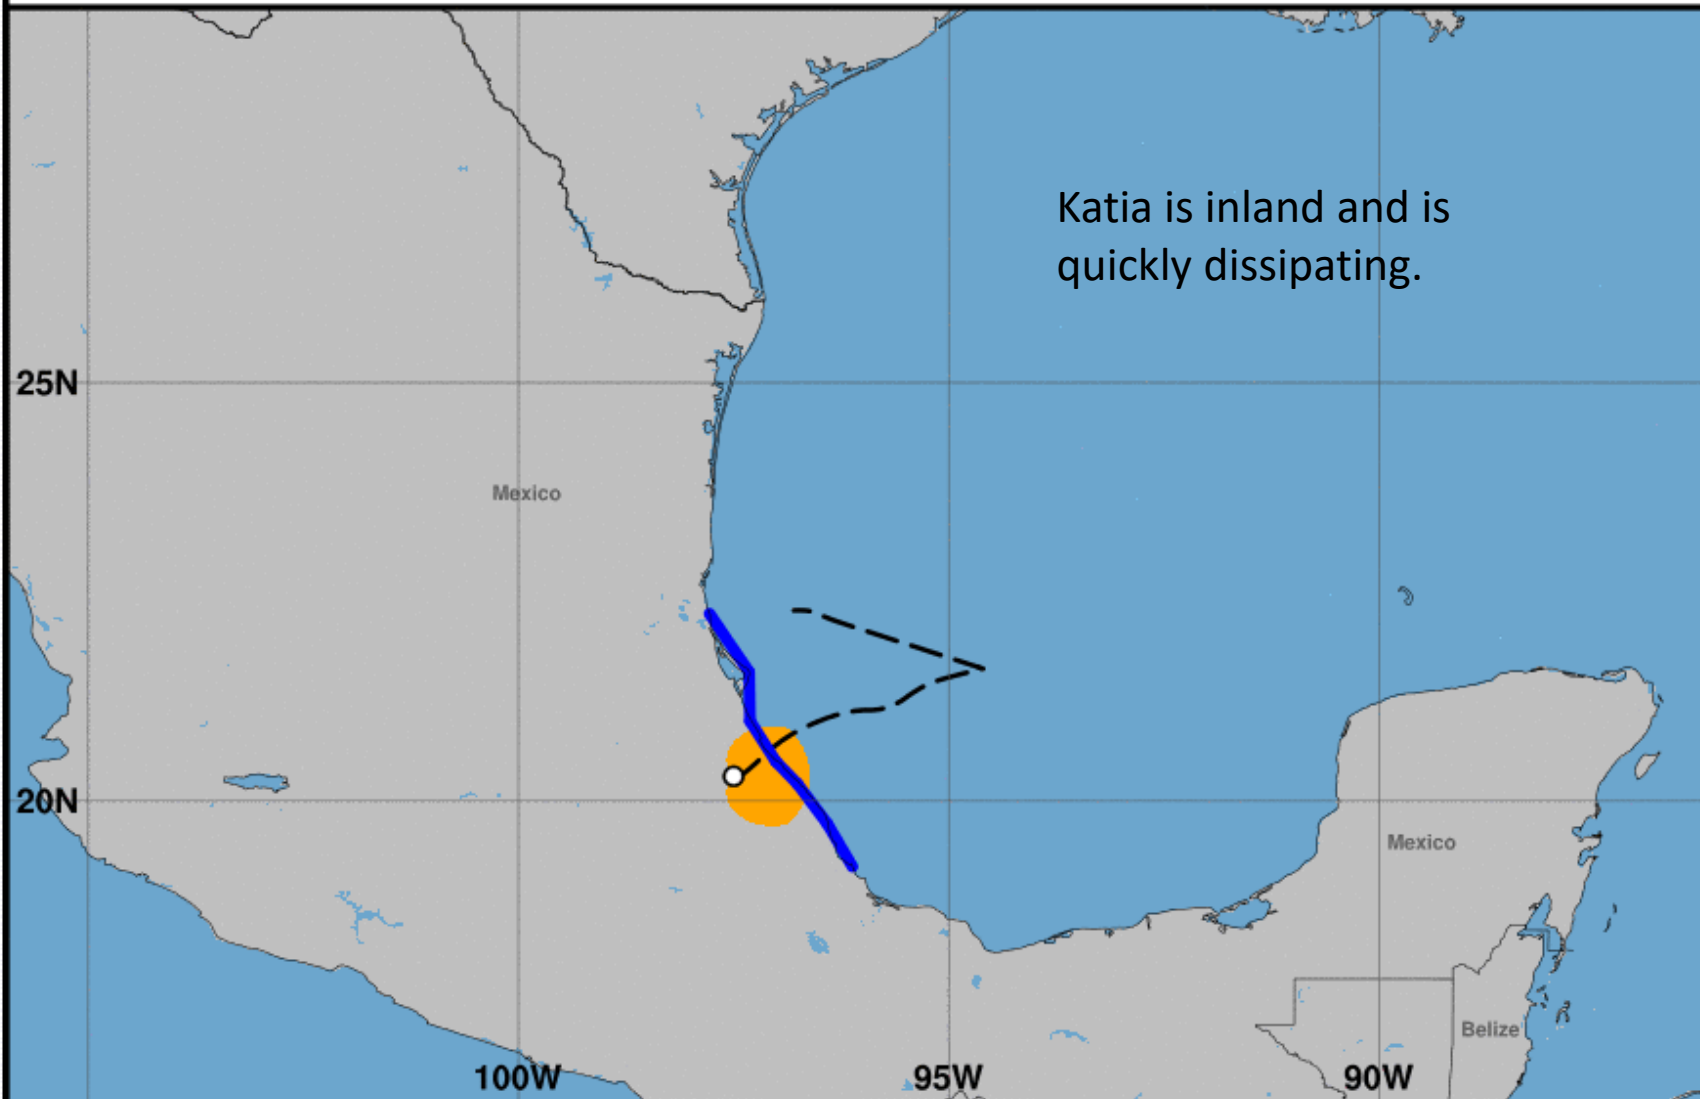 Katia is inland and is
quickly dissipating.
25N
Mexico
20N
Mexico
Belize
100W
95W
90W